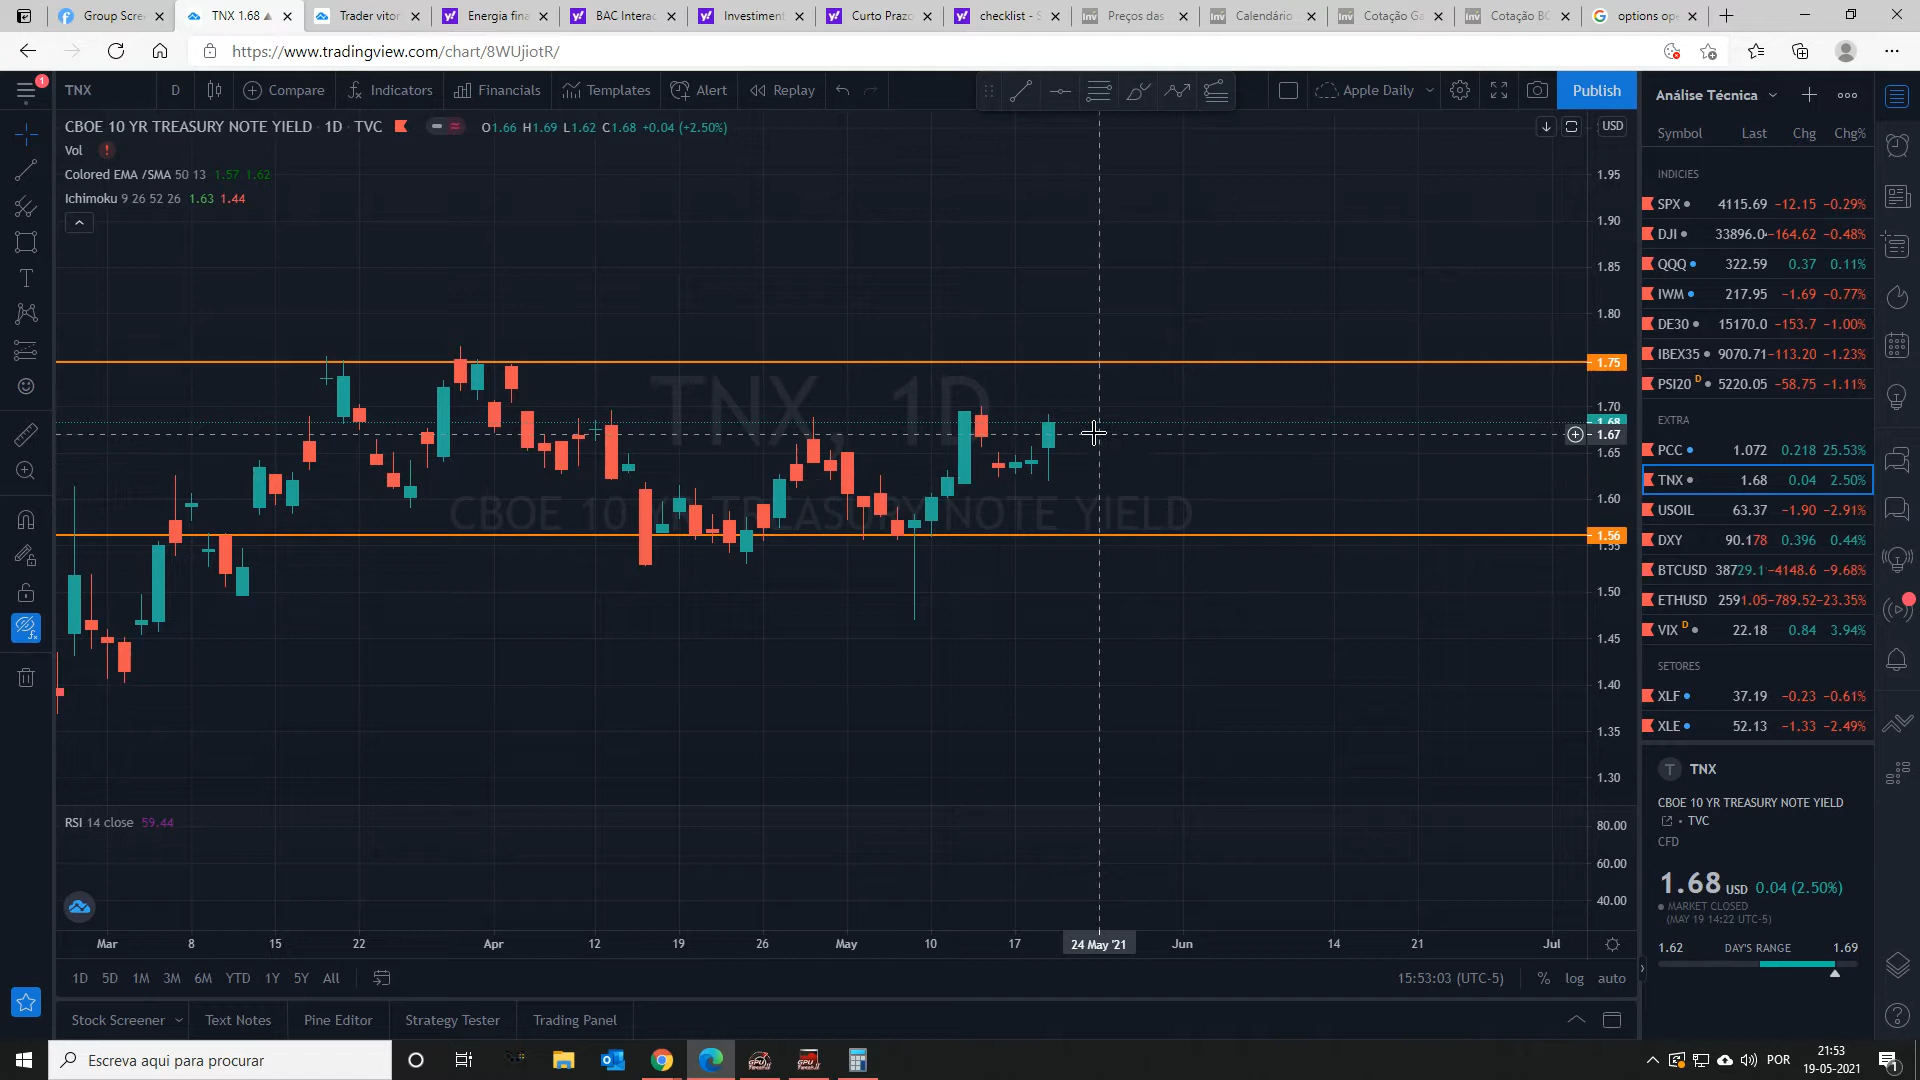 Group Scre
TNX 1.68
Trader vitor
Energia fina
BAC Interac
Investiment
Curto Prazo
checklist - S
Preços das
Calendário
Cotação Ga
Cotação BC
options ope
https://www.tradingview.com/chart/8WUjiotR/
1
TNX
D
Compare
Indicators
Financials
Templates
Alert
Replay
Apple Daily
Publish
CBOE 10 YR TREASURY NOTE YIELD · 1D · TVC
O1.66 H1.69 L1.62 C1.68 +0.04 (+2.50%)
USD
Vol
Colored EMA /SMA 50 13 1.57 1.62
Ichimoku 9 26 52 26 1.63 1.44
TNX, 1D
CBOE 10 YR TREASURY NOTE YIELD
1.95
1.90
1.85
1.80
1.75
1.70
1.68
1.67
1.65
1.60
1.56
1.55
1.50
1.45
1.40
1.35
1.30
RSI 14 close 59.44
80.00
60.00
40.00
Mar
8
15
22
Apr
12
19
26
May
10
17
24 May '21
Jun
14
21
Jul
1D 5D 1M 3M 6M YTD 1Y 5Y All
15:53:03 (UTC-5)
% log auto
Stock Screener
Text Notes
Pine Editor
Strategy Tester
Trading Panel
Análise Técnica
Symbol Last Chg Chg%
INDICIES
SPX 4115.69 −12.15 −0.29%
DJI 33896.0 −164.62 −0.48%
QQQ 322.59 0.37 0.11%
IWM 217.95 −1.69 −0.77%
DE30 15170.0 −153.7 −1.00%
IBEX35 9070.71 −113.20 −1.23%
PSI20 D 5220.05 −58.75 −1.11%
EXTRA
PCC 1.072 0.218 25.53%
TNX 1.68 0.04 2.50%
USOIL 63.37 −1.90 −2.91%
DXY 90.178 0.396 0.44%
BTCUSD 38729.1 −4148.6 −9.68%
ETHUSD 2591.05 −789.52 −23.35%
VIX D 22.18 0.84 3.94%
SETORES
XLF 37.19 −0.23 −0.61%
XLE 52.13 −1.33 −2.49%
T TNX
CBOE 10 YR TREASURY NOTE YIELD
TVC
CFD
1.68 USD 0.04 (2.50%)
MARKET CLOSED
(MAY 19 14:22 UTC-5)
1.62 DAY'S RANGE 1.69
Escreva aqui para procurar
POR
21:53
19-05-2021
1